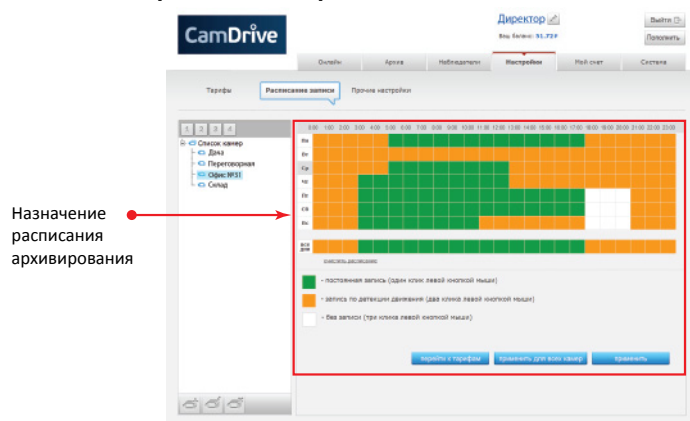 CamDrive
Директор
Ваш баланс: 51.72 ₽
Выйти
Пополнить
Онлайн Архив Наблюдатели Настройки Мой счет Система
Тарифы Расписание записи Прочие настройки
1 2 3 4
Список камер
Дача
Переговорная
Офис №31
Склад
0:00 1:00 2:00 3:00 4:00 5:00 6:00 7:00 8:00 9:00 10:00 11:00 12:00 13:00 14:00 15:00 16:00 17:00 18:00 19:00 20:00 21:00 22:00 23:00
Пн
Вт
Ср
Чт
Пт
Сб
Вс
все дни
очистить расписание
- постоянная запись (один клик левой кнопкой мыши)
- запись по детекции движения (два клика левой кнопкой мыши)
- без записи (три клика левой кнопкой мыши)
перейти к тарифам применить для всех камер применить
Назначение
расписания
архивирования